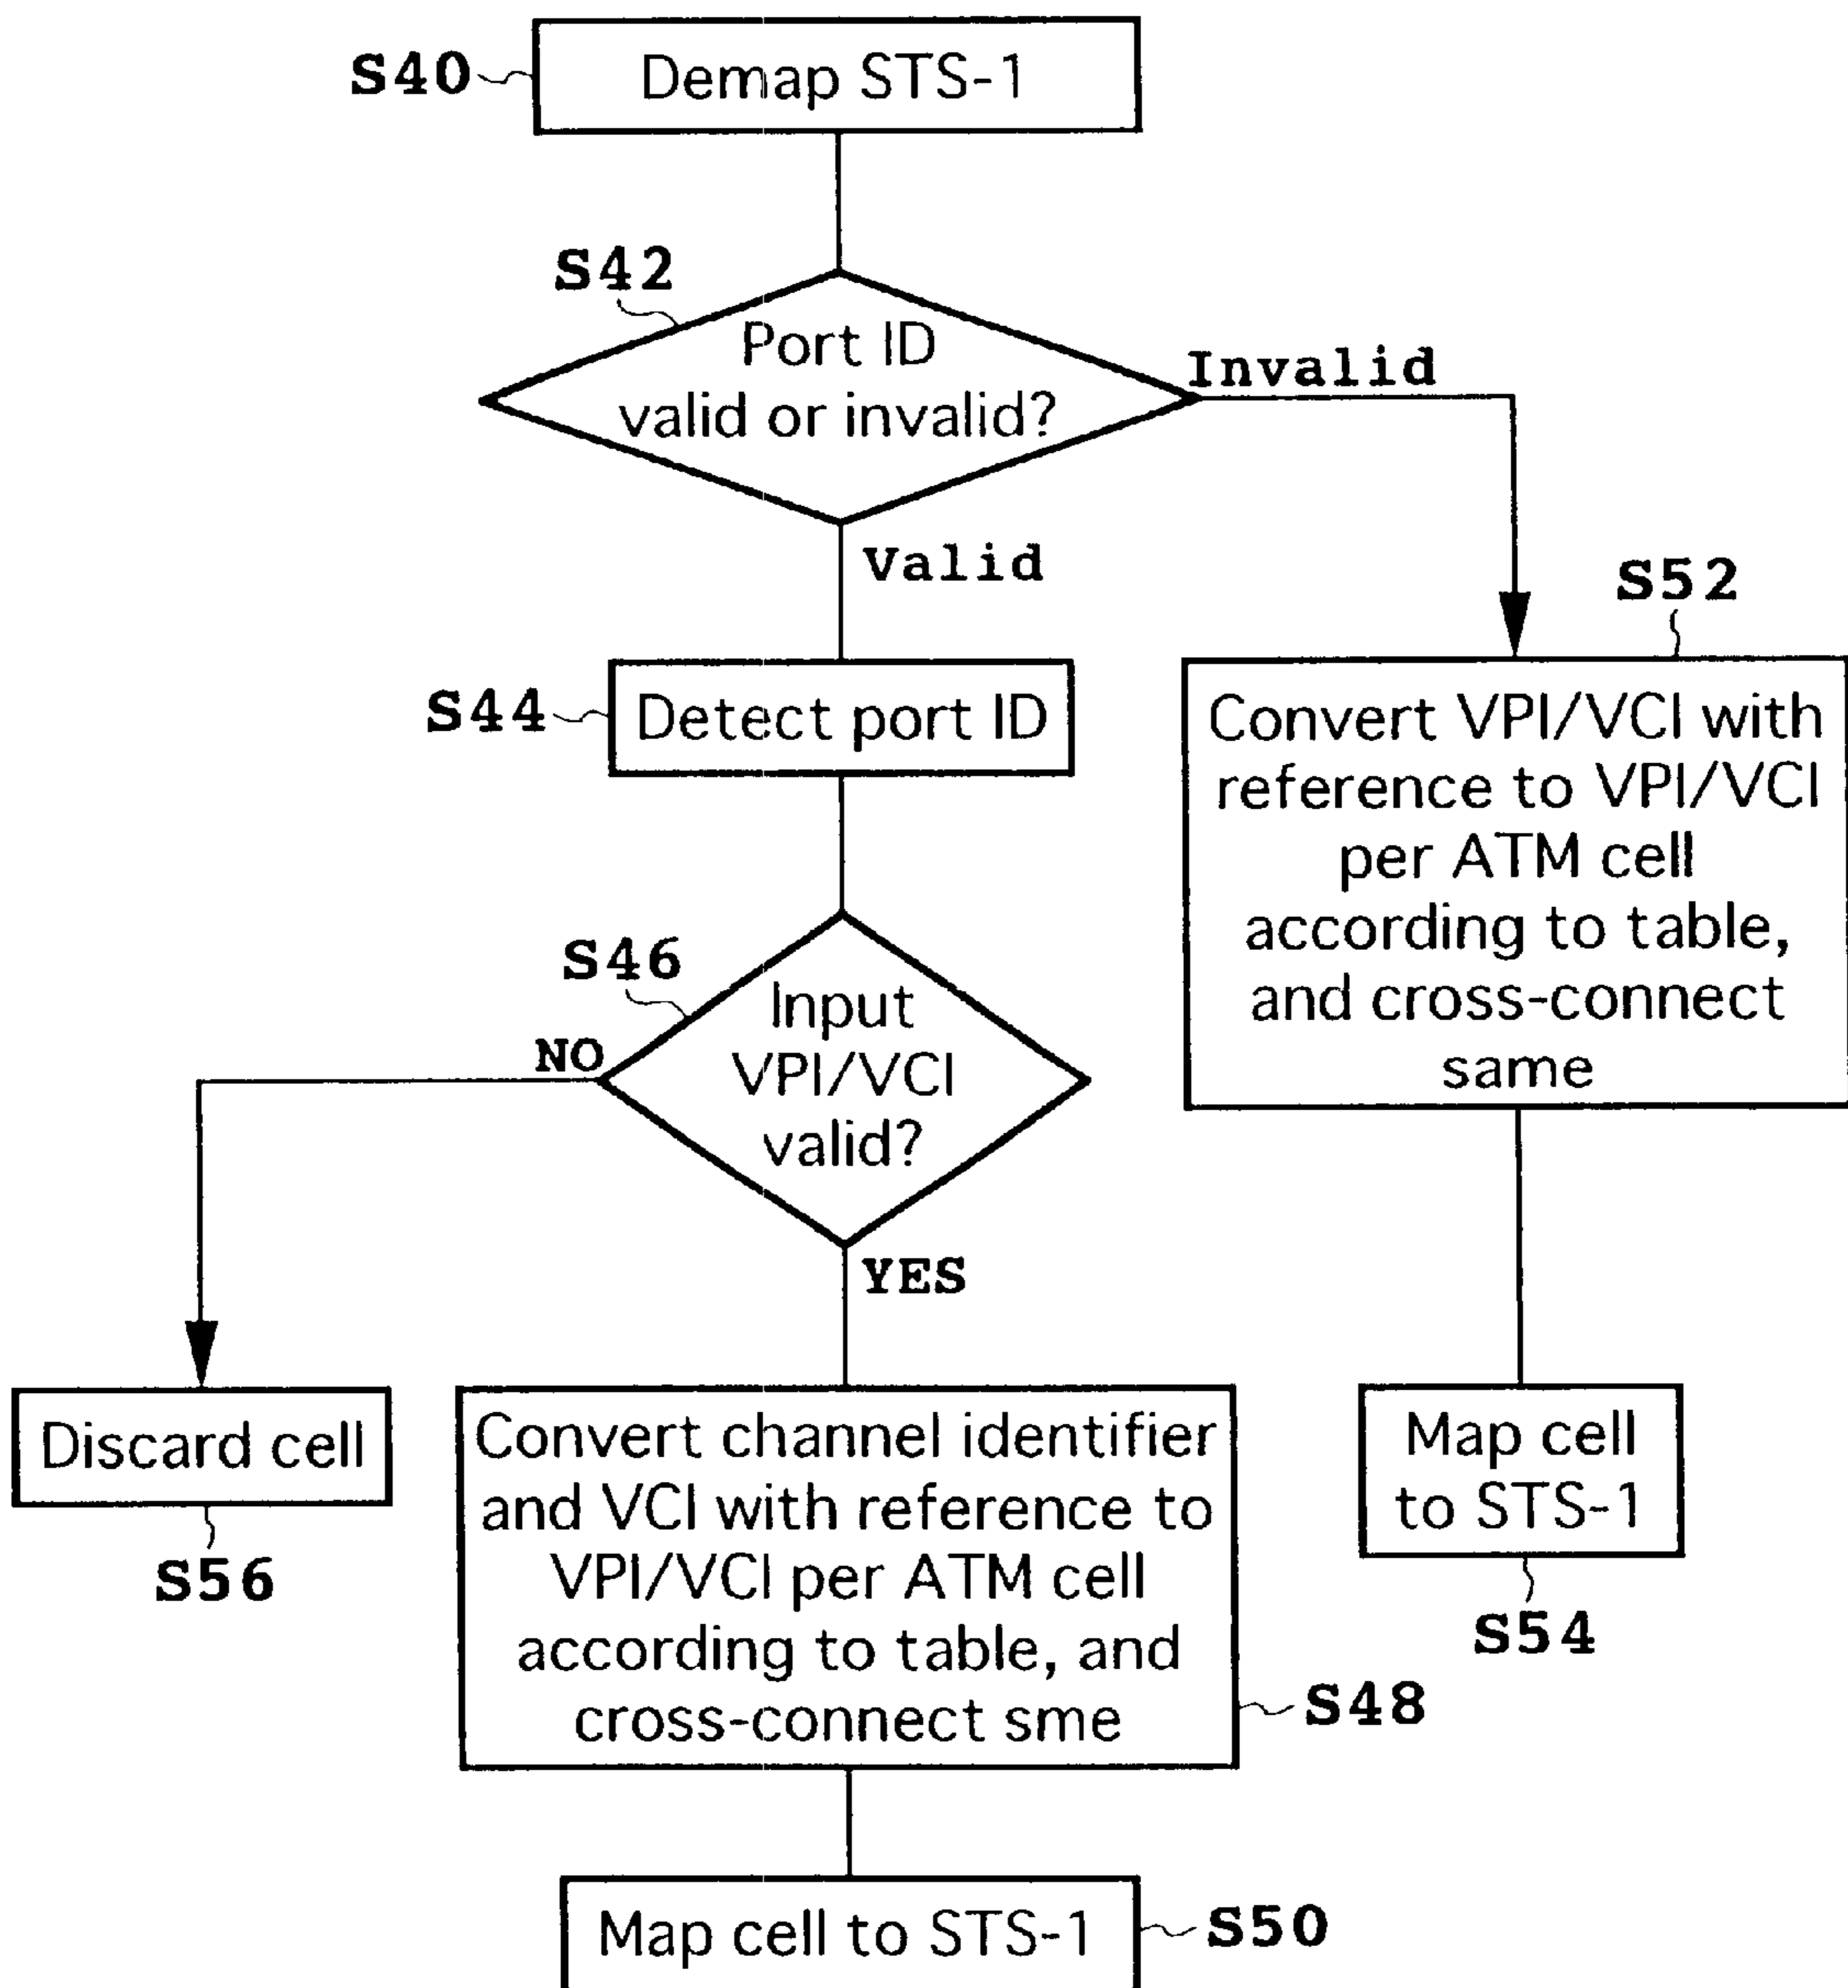 S40
Demap STS-1
S42
Port ID
valid or invalid?
Invalid
Valid
S52
S44
Detect port ID
Convert VPI/VCI with
reference to VPI/VCI
per ATM cell
according to table,
and cross-connect
same
S46
Input
VPI/VCI
valid?
NO
YES
Discard cell
S56
Convert channel identifier
and VCI with reference to
VPI/VCI per ATM cell
according to table, and
cross-connect sme
S48
Map cell
to STS-1
S54
Map cell to STS-1
S50